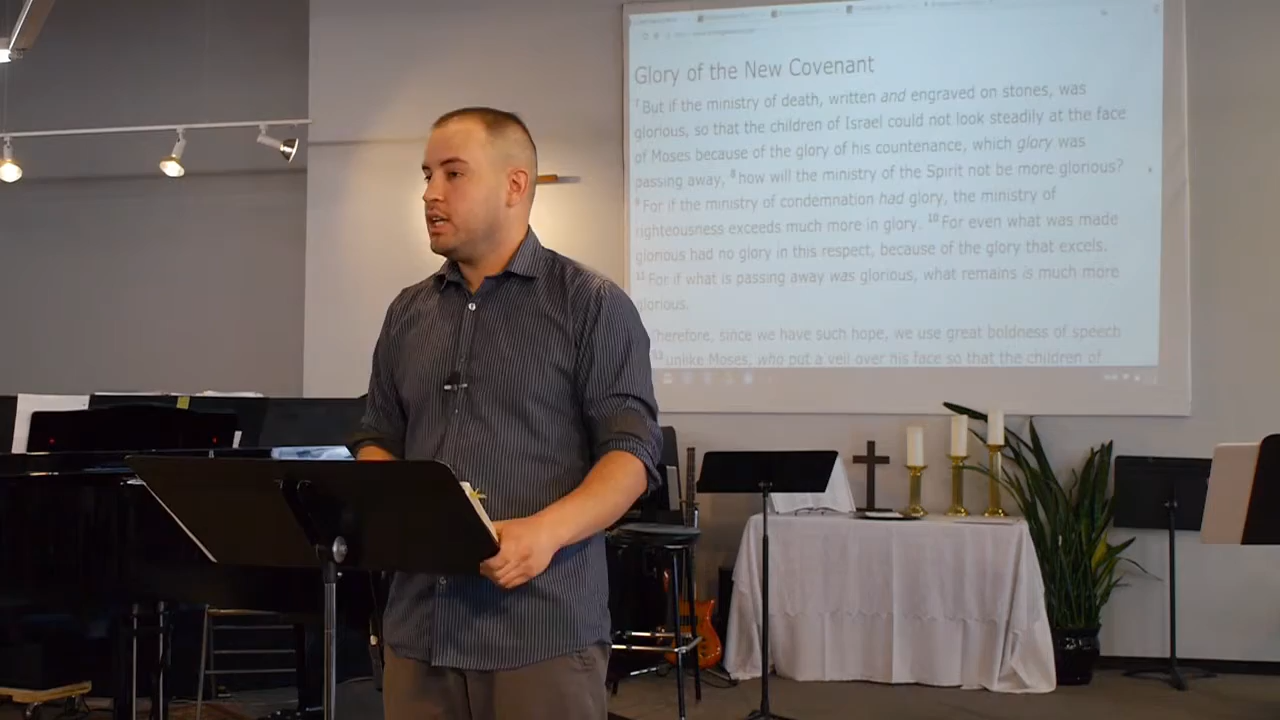 Glory of the New Covenant
7 But if the ministry of death, written and engraved on stones, was
glorious, so that the children of Israel could not look steadily at the face
of Moses because of the glory of his countenance, which glory was
passing away, 8 how will the ministry of the Spirit not be more glorious?
9 For if the ministry of condemnation had glory, the ministry of
righteousness exceeds much more in glory. 10 For even what was made
glorious had no glory in this respect, because of the glory that excels.
11 For if what is passing away was glorious, what remains is much more
glorious.
Therefore, since we have such hope, we use great boldness of speech
13 unlike Moses, who put a veil over his face so that the children of